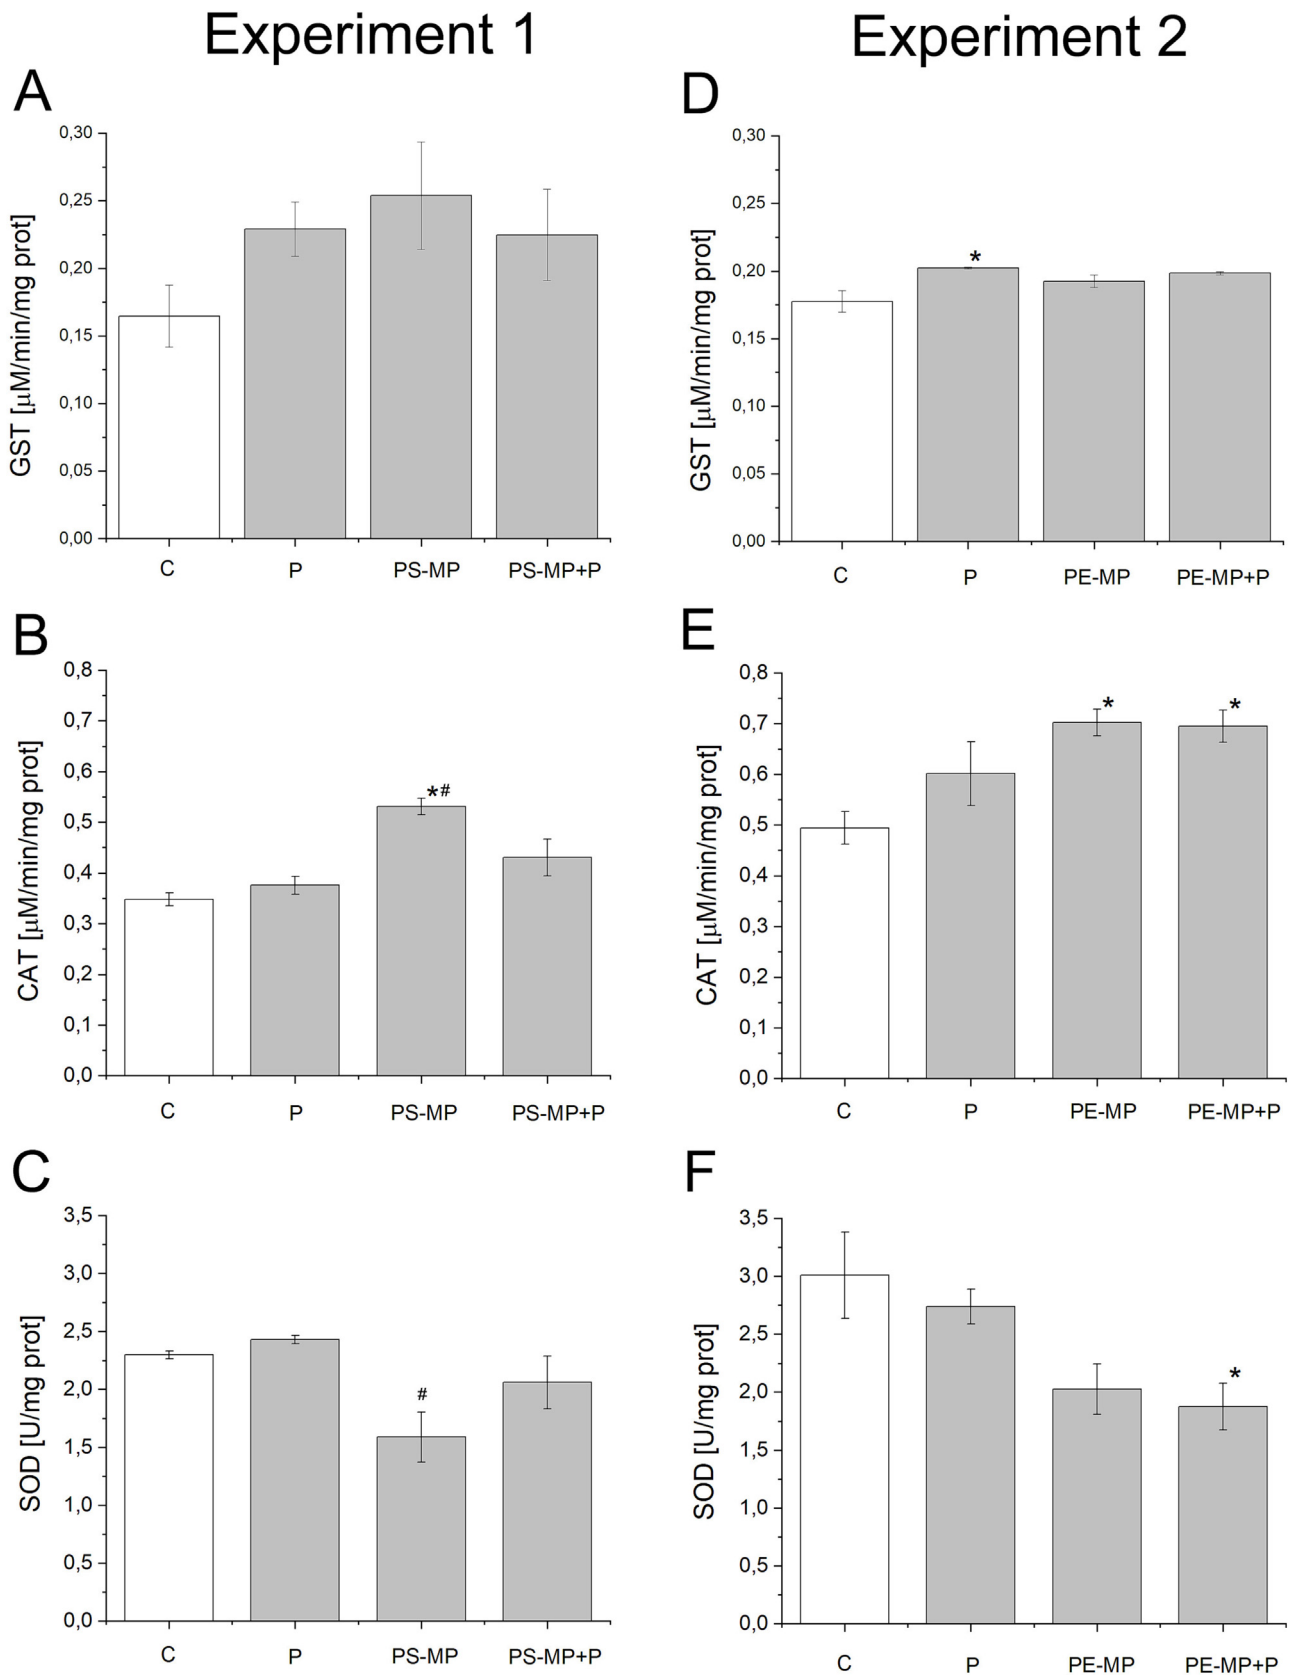 Experiment 1
Experiment 2
A
0,30
0,25
0,20
0,15
0,10
0,05
0,00
GST [µM/min/mg prot]
C P PS-MP PS-MP+P
D
0,30
0,25
0,20
0,15
0,10
0,05
0,00
GST [µM/min/mg prot]
*
C P PE-MP PE-MP+P
B
0,8
0,7
0,6
0,5
0,4
0,3
0,2
0,1
0,0
CAT [µM/min/mg prot]
*#
C P PS-MP PS-MP+P
E
0,8
0,7
0,6
0,5
0,4
0,3
0,2
0,1
0,0
CAT [µM/min/mg prot]
* *
C P PE-MP PE-MP+P
C
3,5
3,0
2,5
2,0
1,5
1,0
0,5
0,0
SOD [U/mg prot]
#
C P PS-MP PS-MP+P
F
3,5
3,0
2,5
2,0
1,5
1,0
0,5
0,0
SOD [U/mg prot]
*
C P PE-MP PE-MP+P